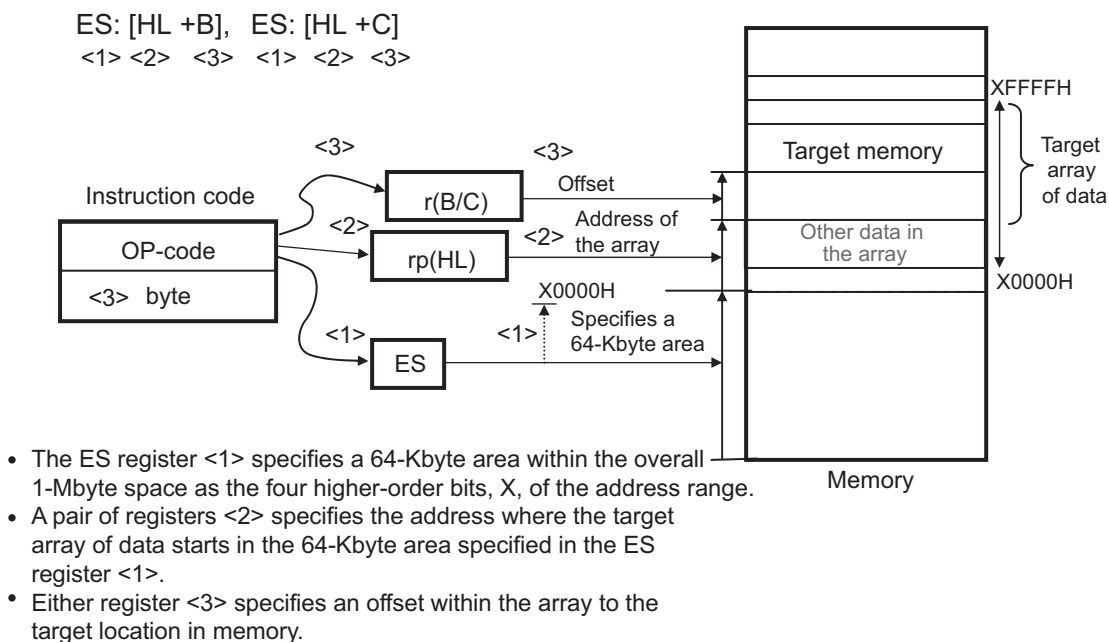 ES: [HL +B], ES: [HL +C]
<1> <2> <3> <1> <2> <3>
XFFFFH
Target memory
Target
array
of data
<3>
<3>
Instruction code
r(B/C)
Offset
OP-code
<2>
rp(HL)
<2>
Address of
the array
Other data in
the array
<3> byte
X0000H
X0000H
<1>
ES
<1>
Specifies a
64-Kbyte area
Memory
• The ES register <1> specifies a 64-Kbyte area within the overall
1-Mbyte space as the four higher-order bits, X, of the address range.
• A pair of registers <2> specifies the address where the target
array of data starts in the 64-Kbyte area specified in the ES
register <1>.
• Either register <3> specifies an offset within the array to the
target location in memory.